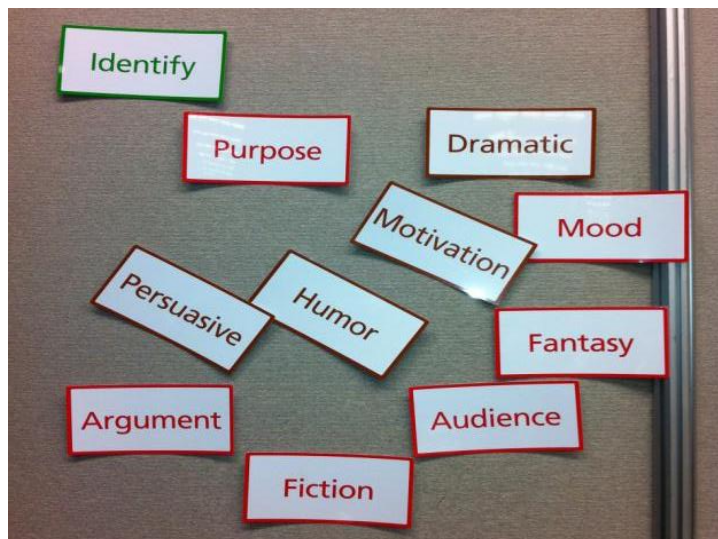 Identify
Purpose
Dramatic
Motivation
Mood
Persuasive
Humor
Fantasy
Argument
Audience
Fiction